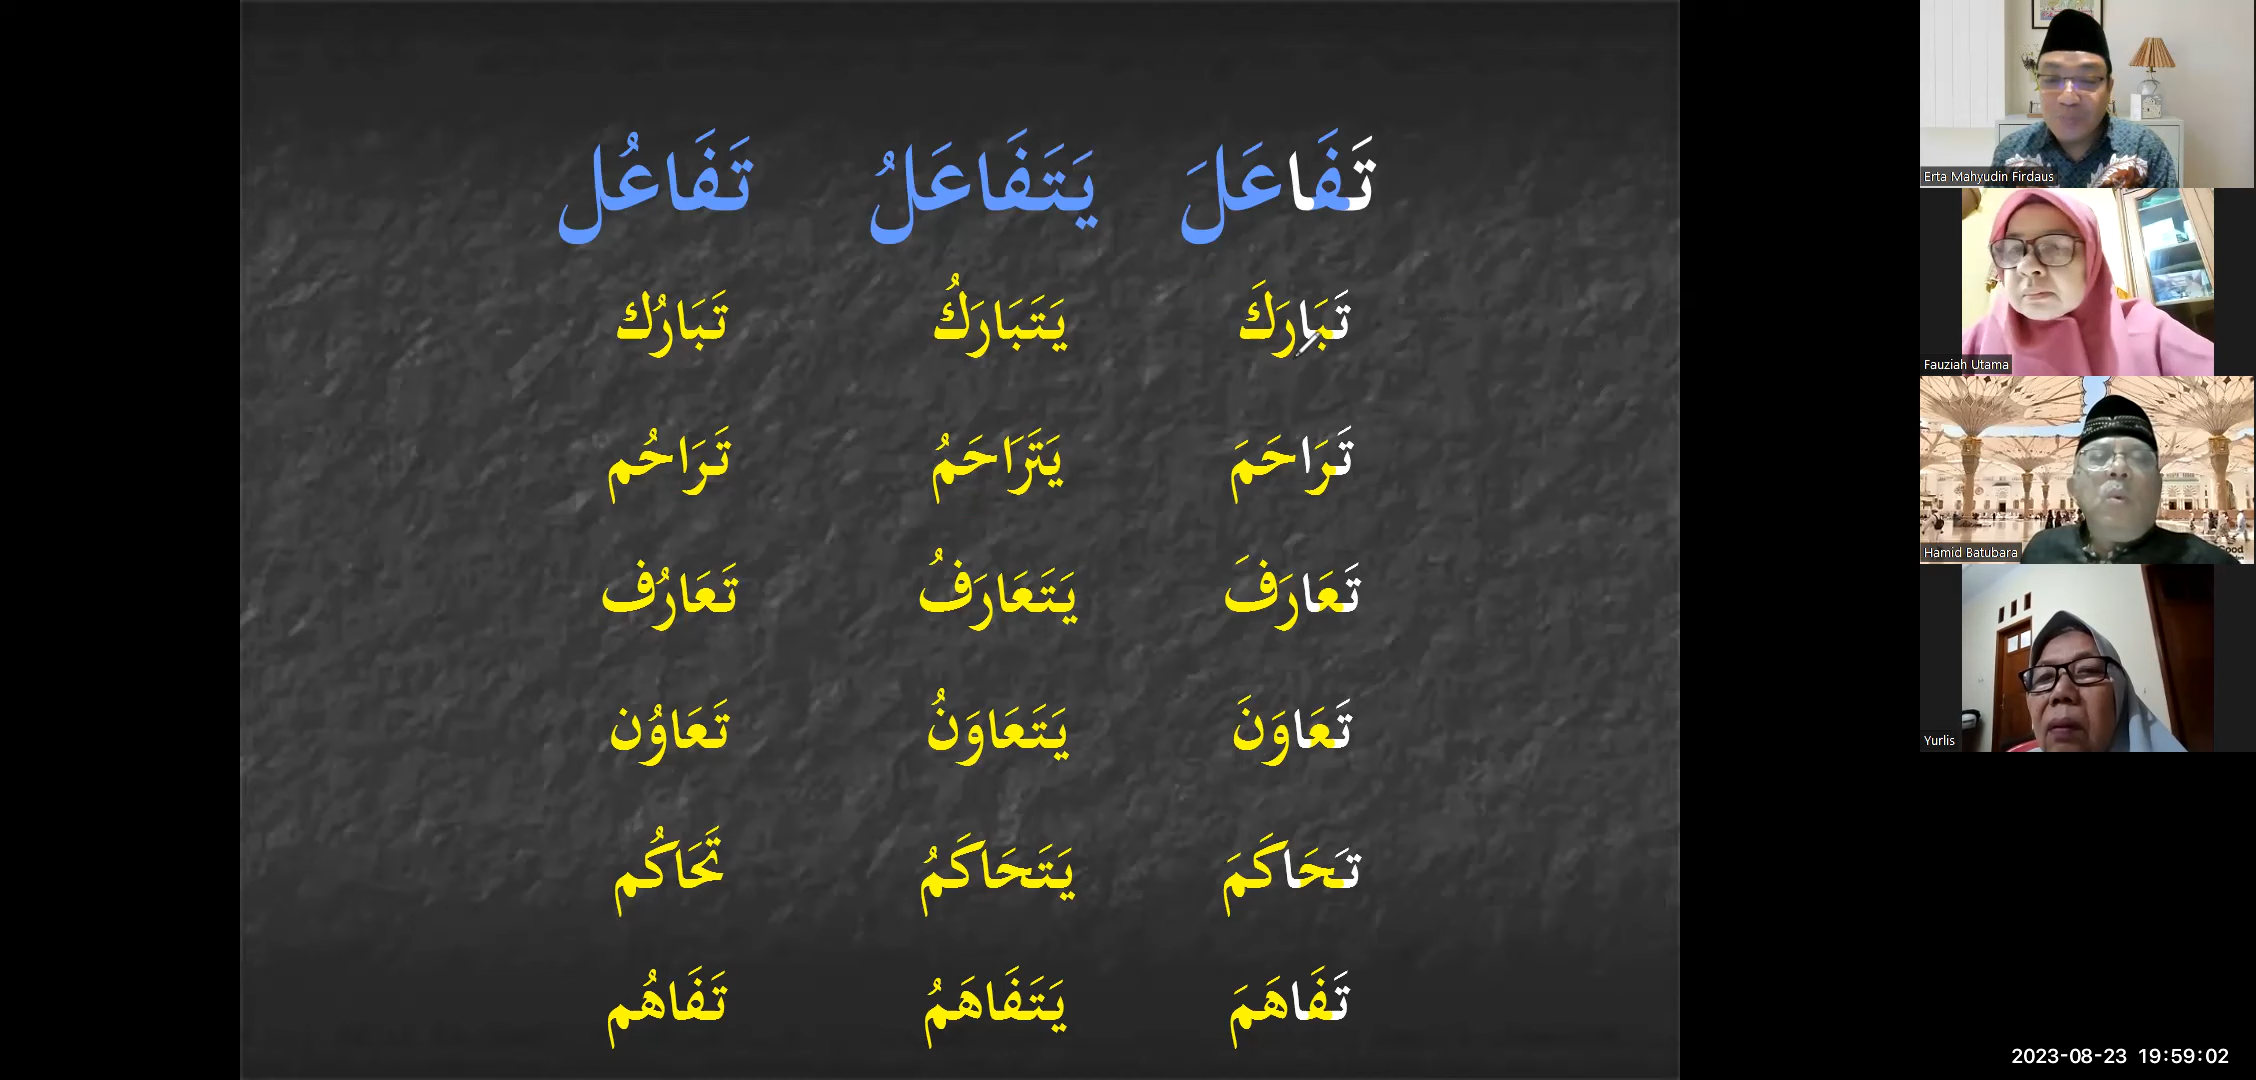 تَفَاعَلَ يَتَفَاعَلُ تَفَاعُل
تَبَارَكَ يَتَبَارَكُ تَبَارُك
تَرَاحَمَ يَتَرَاحَمُ تَرَاحُم
تَعَارَفَ يَتَعَارَفُ تَعَارُف
تَعَاوَنَ يَتَعَاوَنُ تَعَاوُن
تَحَاكَمَ يَتَحَاكَمُ تَحَاكُم
تَفَاهَمَ يَتَفَاهَمُ تَفَاهُم
Erta Mahyudin Firdaus
Fauziah Utama
Hamid Batubara
Yurlis
2023-08-23 19:59:02